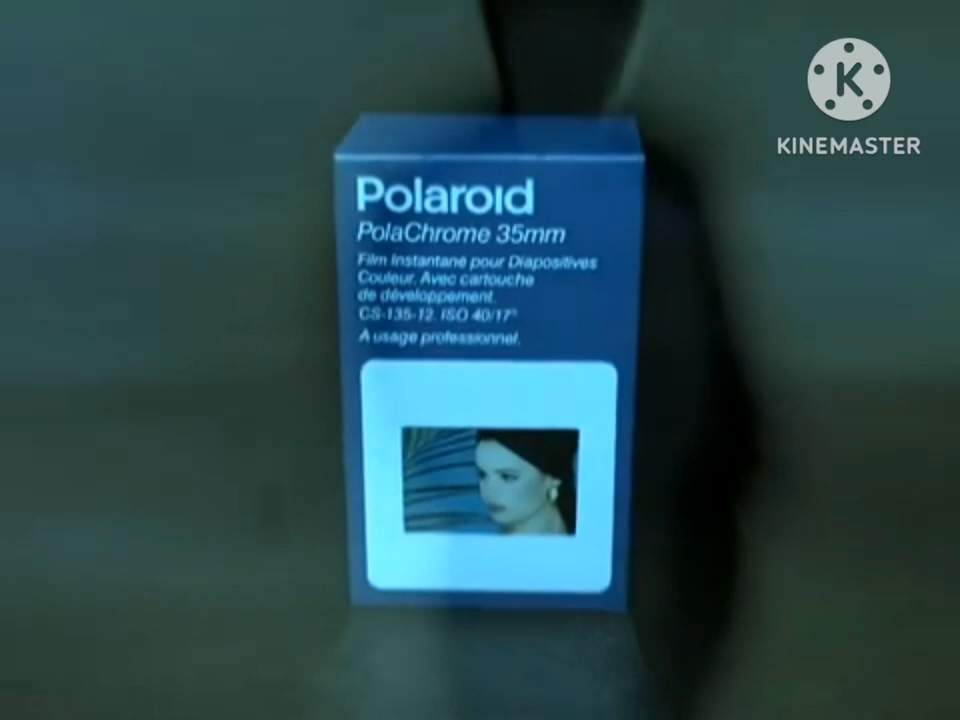 Polaroid
PolaChrome 35mm
Film Instantané pour Diapositives
Couleur. Avec cartouche
de développement.
CS-135-12. ISO 40/17°
A usage professionnel.
K
KINEMASTER